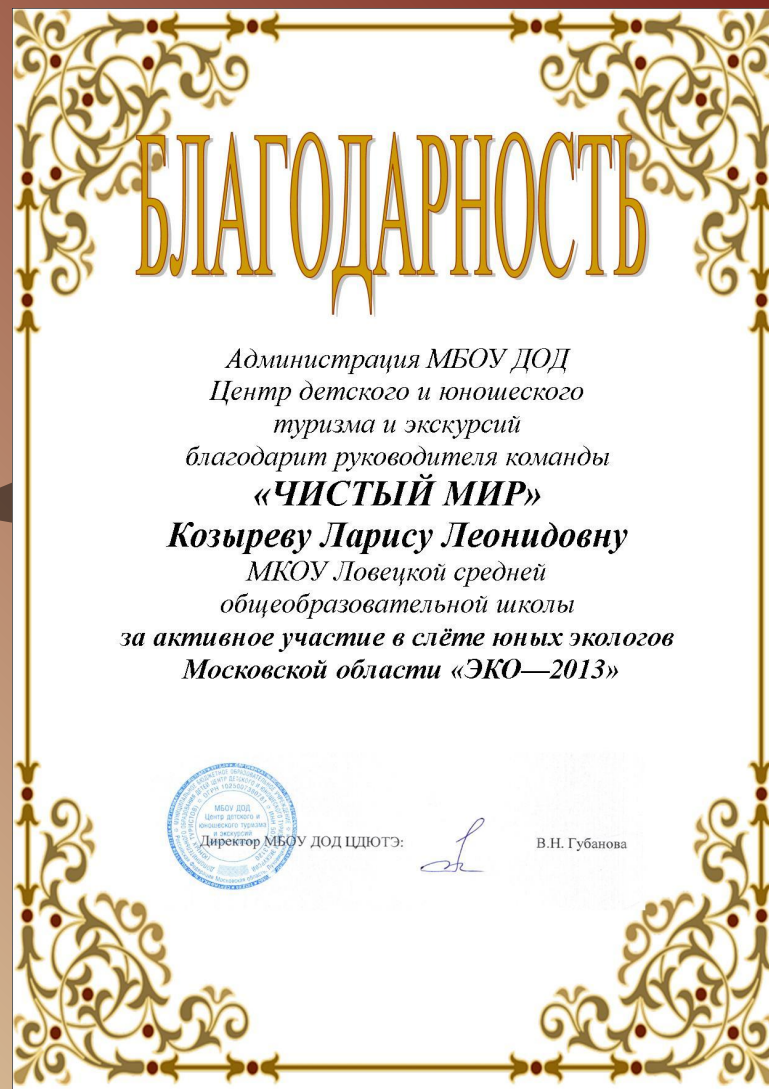 БЛАГОДАРНОСТЬ
Администрация МБОУ ДОД
Центр детского и юношеского
туризма и экскурсий
благодарит руководителя команды
«ЧИСТЫЙ МИР»
Козыреву Ларису Леонидовну
МКОУ Ловецкой средней
общеобразовательной школы
за активное участие в слёте юных экологов
Московской области «ЭКО—2013»
МБОУ ДОД
Центр детского и
юношеского туризма
и экскурсий
Директор МБОУ ДОД ЦДЮТЭ:
В.Н. Губанова